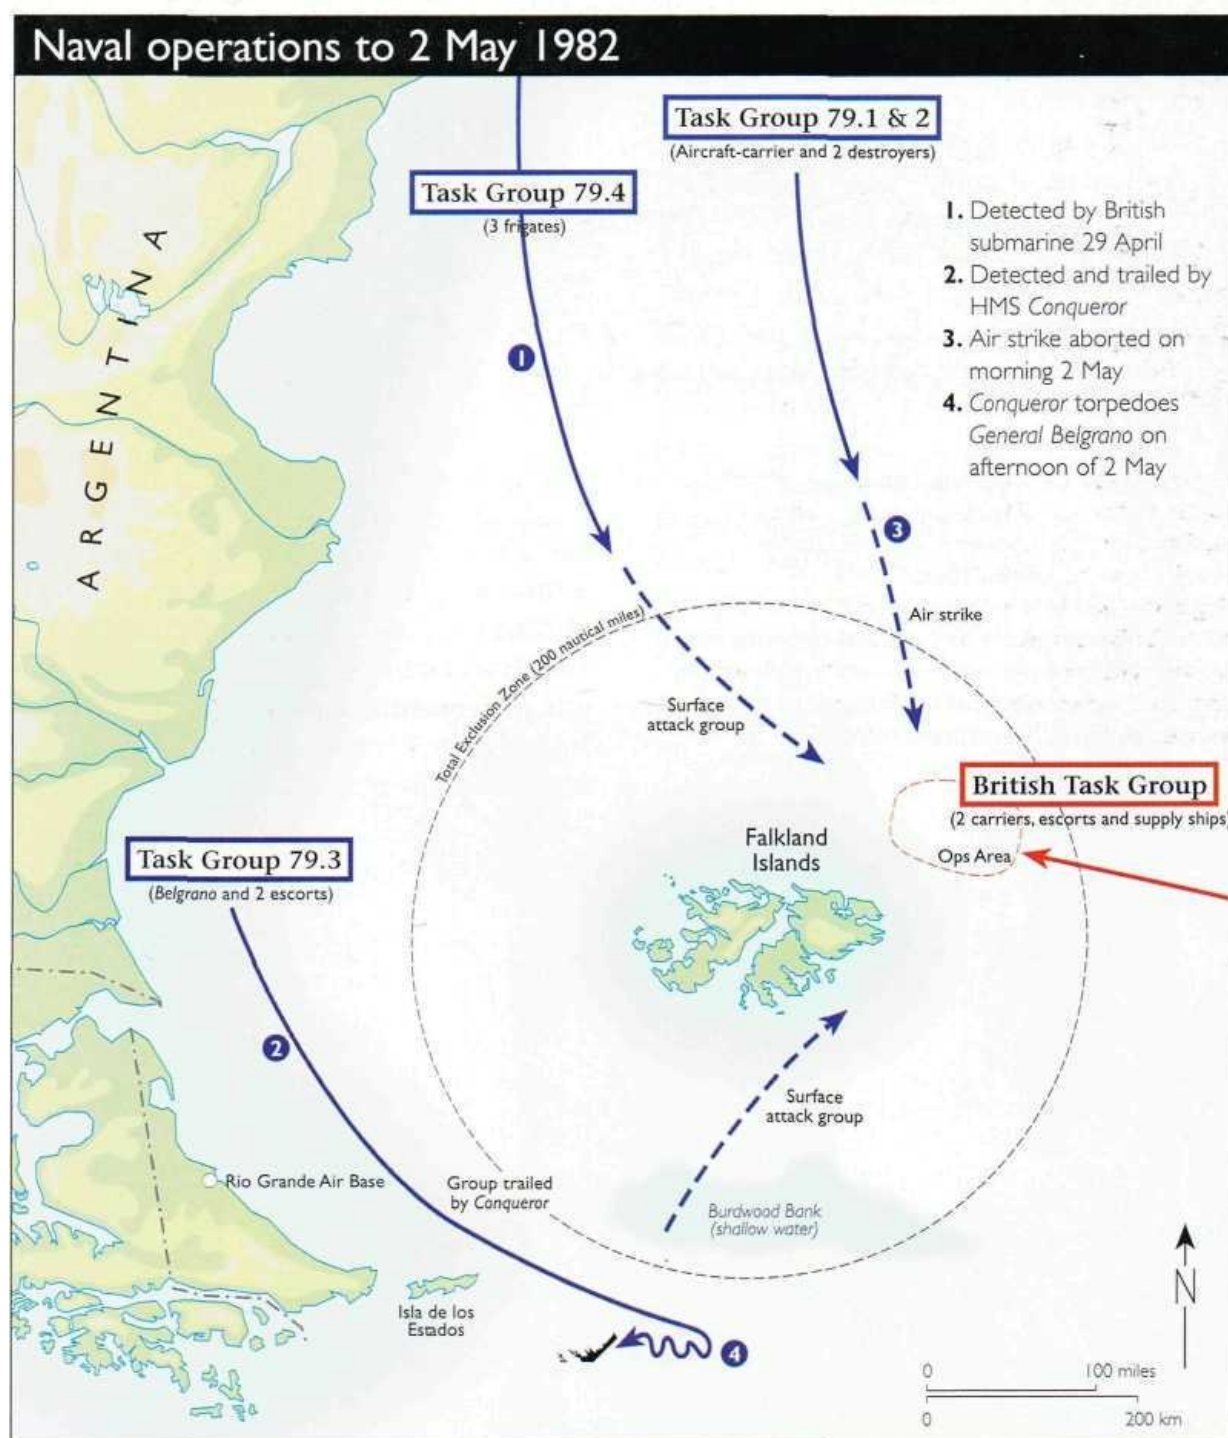 Naval operations to 2 May 1982
Task Group 79.1 & 2
(Aircraft-carrier and 2 destroyers)
Task Group 79.4
(3 frigates)
1. Detected by British
submarine 29 April
2. Detected and trailed by
HMS Conqueror
3. Air strike aborted on
morning 2 May
4. Conqueror torpedoes
General Belgrano on
afternoon of 2 May
ARGENTINA
1
3
Air strike
Total Exclusion Zone (200 nautical miles)
Surface
attack group
British Task Group
(2 carriers, escorts and supply ships)
Ops Area
Falkland
Islands
Task Group 79.3
(Belgrano and 2 escorts)
2
Surface
attack group
Rio Grande Air Base
Group trailed
by Conqueror
Burdwood Bank
(shallow water)
N
Isla de los
Estados
4
0 100 miles
0 200 km